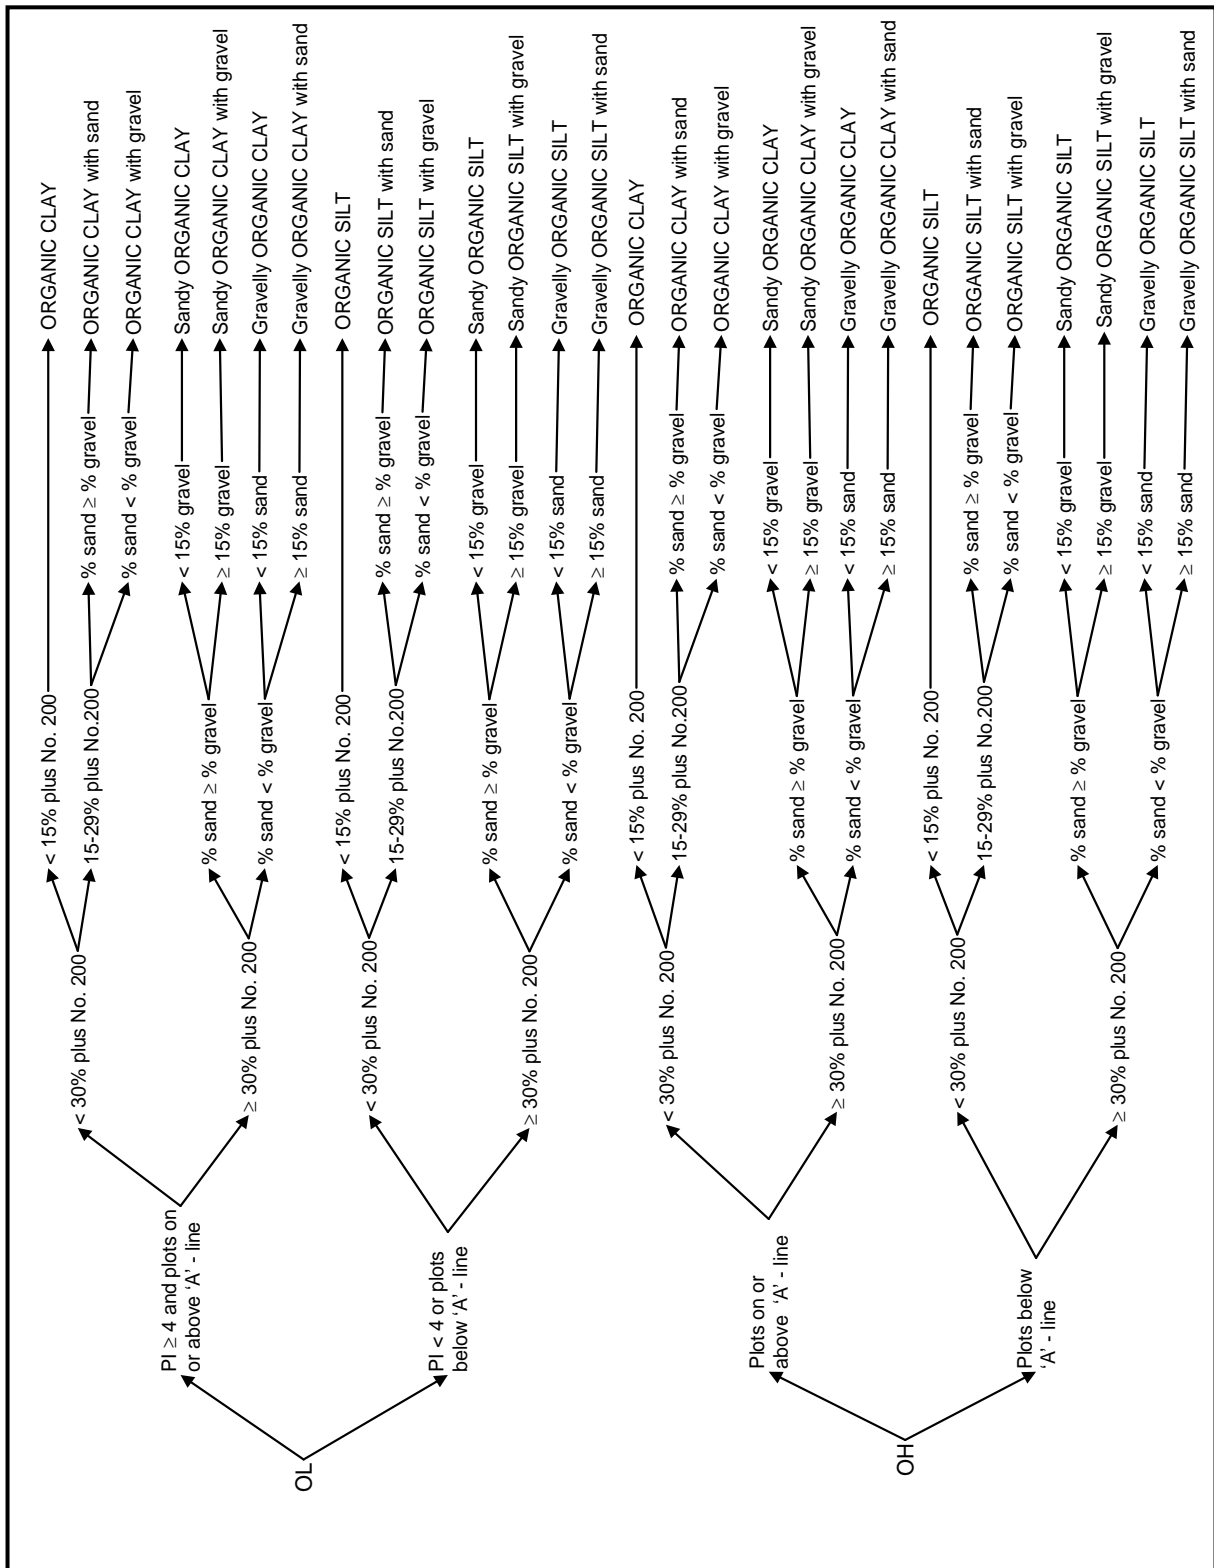 OL
PI ≥ 4 and plots on
or above ‘A’ - line
< 30% plus No. 200
< 15% plus No. 200
ORGANIC CLAY
15-29% plus No.200
% sand ≥ % gravel
ORGANIC CLAY with sand
% sand < % gravel
ORGANIC CLAY with gravel
≥ 30% plus No. 200
% sand ≥ % gravel
< 15% gravel
Sandy ORGANIC CLAY
≥ 15% gravel
Sandy ORGANIC CLAY with gravel
% sand < % gravel
< 15% sand
Gravelly ORGANIC CLAY
≥ 15% sand
Gravelly ORGANIC CLAY with sand
PI < 4 or plots
below ‘A’ - line
< 30% plus No. 200
< 15% plus No. 200
ORGANIC SILT
15-29% plus No.200
% sand ≥ % gravel
ORGANIC SILT with sand
% sand < % gravel
ORGANIC SILT with gravel
≥ 30% plus No. 200
% sand ≥ % gravel
< 15% gravel
Sandy ORGANIC SILT
≥ 15% gravel
Sandy ORGANIC SILT with gravel
% sand < % gravel
< 15% sand
Gravelly ORGANIC SILT
≥ 15% sand
Gravelly ORGANIC SILT with sand
OH
Plots on or
above ‘A’ - line
< 30% plus No. 200
< 15% plus No. 200
ORGANIC CLAY
15-29% plus No.200
% sand ≥ % gravel
ORGANIC CLAY with sand
% sand < % gravel
ORGANIC CLAY with gravel
≥ 30% plus No. 200
% sand ≥ % gravel
< 15% gravel
Sandy ORGANIC CLAY
≥ 15% gravel
Sandy ORGANIC CLAY with gravel
% sand < % gravel
< 15% sand
Gravelly ORGANIC CLAY
≥ 15% sand
Gravelly ORGANIC CLAY with sand
Plots below
‘A’ - line
< 30% plus No. 200
< 15% plus No. 200
ORGANIC SILT
15-29% plus No.200
% sand ≥ % gravel
ORGANIC SILT with sand
% sand < % gravel
ORGANIC SILT with gravel
≥ 30% plus No. 200
% sand ≥ % gravel
< 15% gravel
Sandy ORGANIC SILT
≥ 15% gravel
Sandy ORGANIC SILT with gravel
% sand < % gravel
< 15% sand
Gravelly ORGANIC SILT
≥ 15% sand
Gravelly ORGANIC SILT with sand